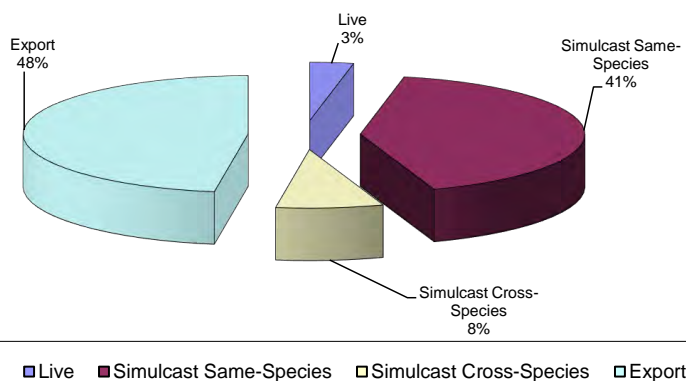 Live
3%
Export
48%
Simulcast Same-
Species
41%
Simulcast Cross-
Species
8%
Live Simulcast Same-Species Simulcast Cross-Species Export